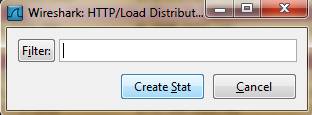 Wireshark: HTTP/Load Distribut...
Filter:
Create Stat
Cancel